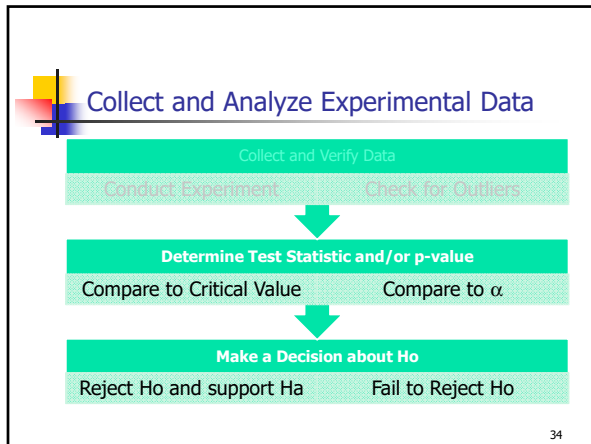 Collect and Analyze Experimental Data
Collect and Verify Data
Conduct Experiment Check for Outliers
Determine Test Statistic and/or p-value
Compare to Critical Value Compare to α
Make a Decision about Ho
Reject Ho and support Ha Fail to Reject Ho
34